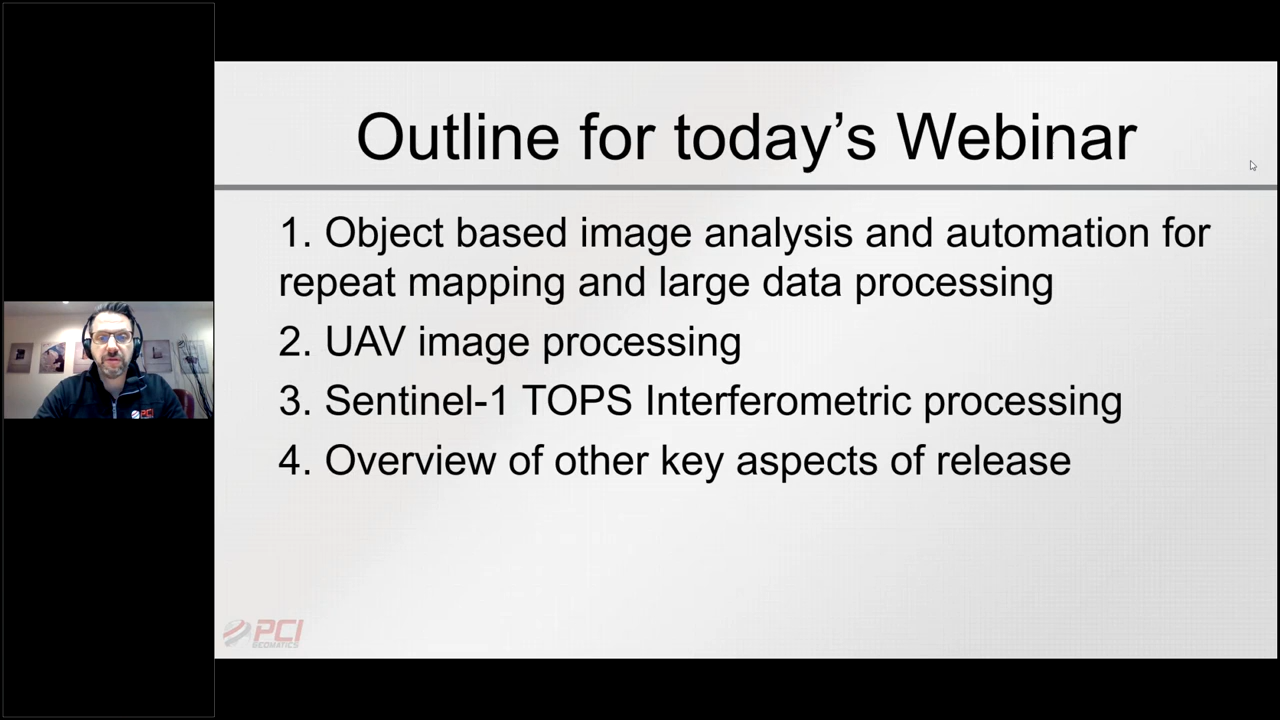 Outline for today's Webinar
1. Object based image analysis and automation for
repeat mapping and large data processing
2. UAV image processing
3. Sentinel-1 TOPS Interferometric processing
4. Overview of other key aspects of release
PCI
GEOMATICS
PCI